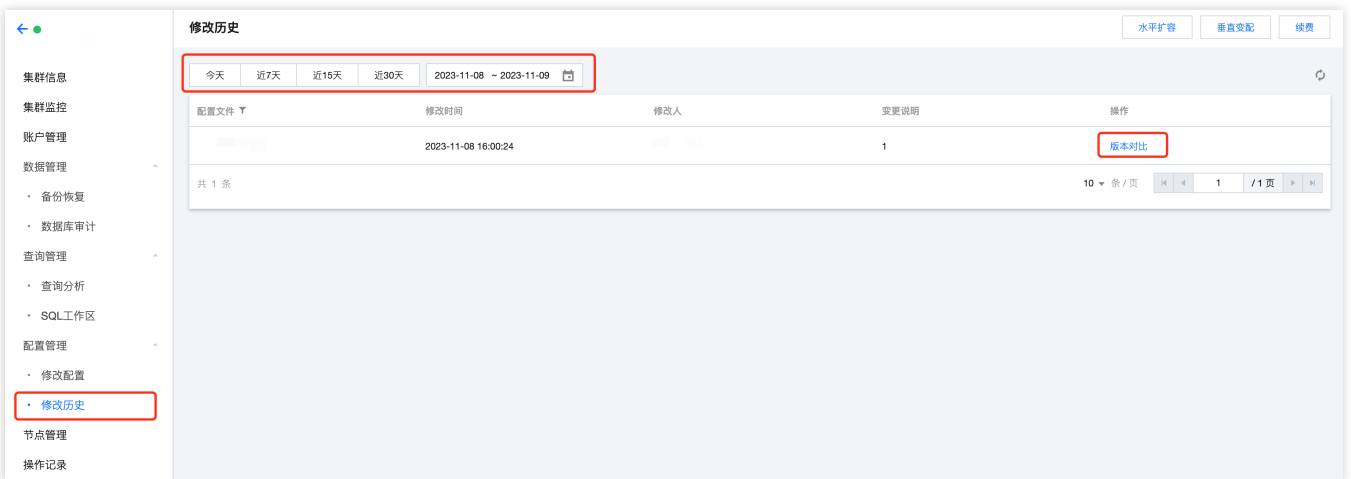 修改历史
水平扩容 垂直变配 续费
集群信息
集群监控
账户管理
数据管理
· 备份恢复
· 数据库审计
查询管理
· 查询分析
· SQL工作区
配置管理
· 修改配置
· 修改历史
节点管理
操作记录
今天 近7天 近15天 近30天 2023-11-08 ~ 2023-11-09
配置文件 修改时间 修改人 变更说明 操作
2023-11-08 16:00:24 1 版本对比
共 1 条 10 条 / 页 1 / 1 页